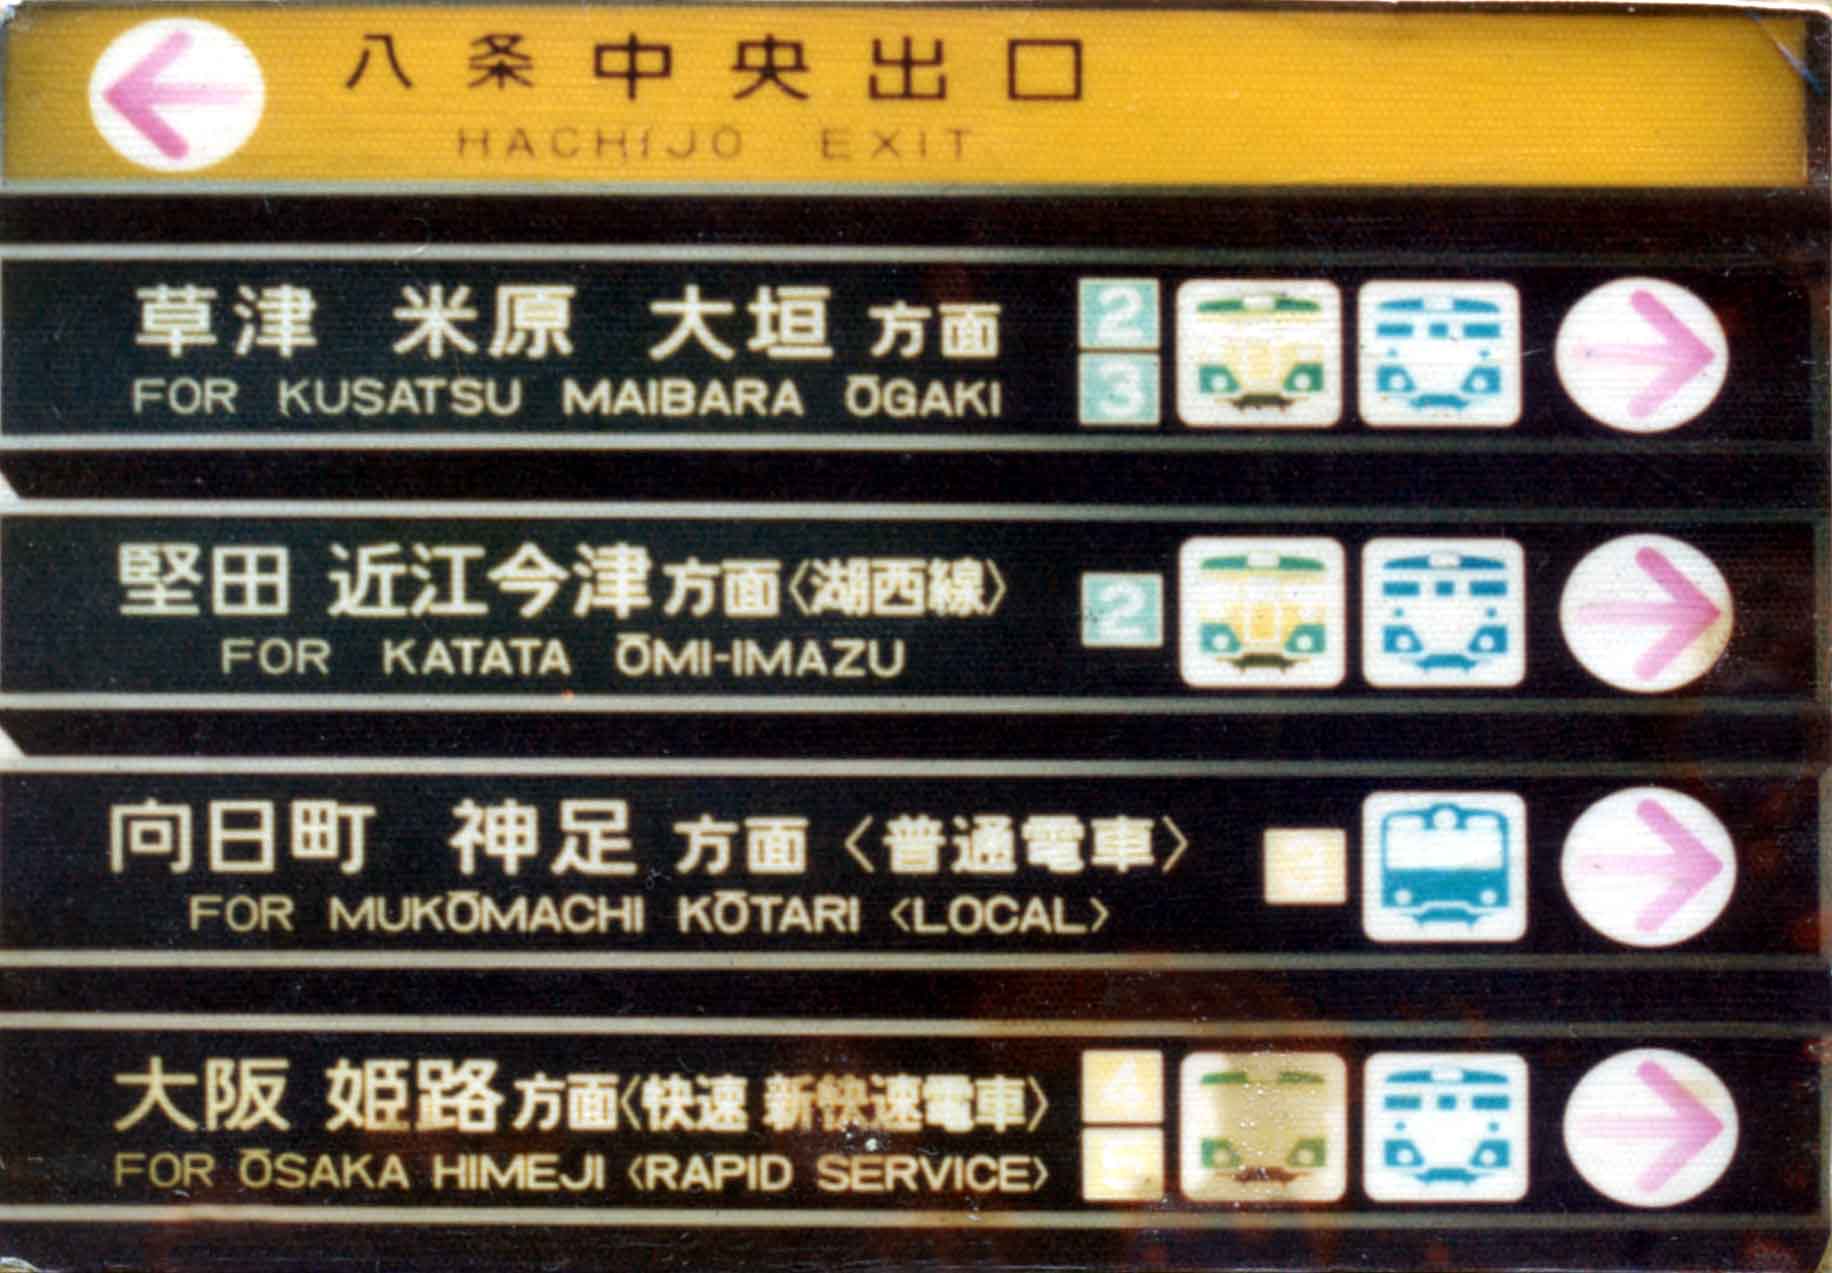 八条中央出口
HACHIJŌ EXIT
草津 米原 大垣 方面 2 3
FOR KUSATSU MAIBARA ŌGAKI
堅田 近江今津方面〈湖西線〉 2
FOR KATATA ŌMI-IMAZU
向日町 神足 方面〈普通電車〉
FOR MUKŌMACHI KŌTARI 〈LOCAL〉
大阪 姫路方面〈快速 新快速電車〉 4 5
FOR ŌSAKA HIMEJI 〈RAPID SERVICE〉